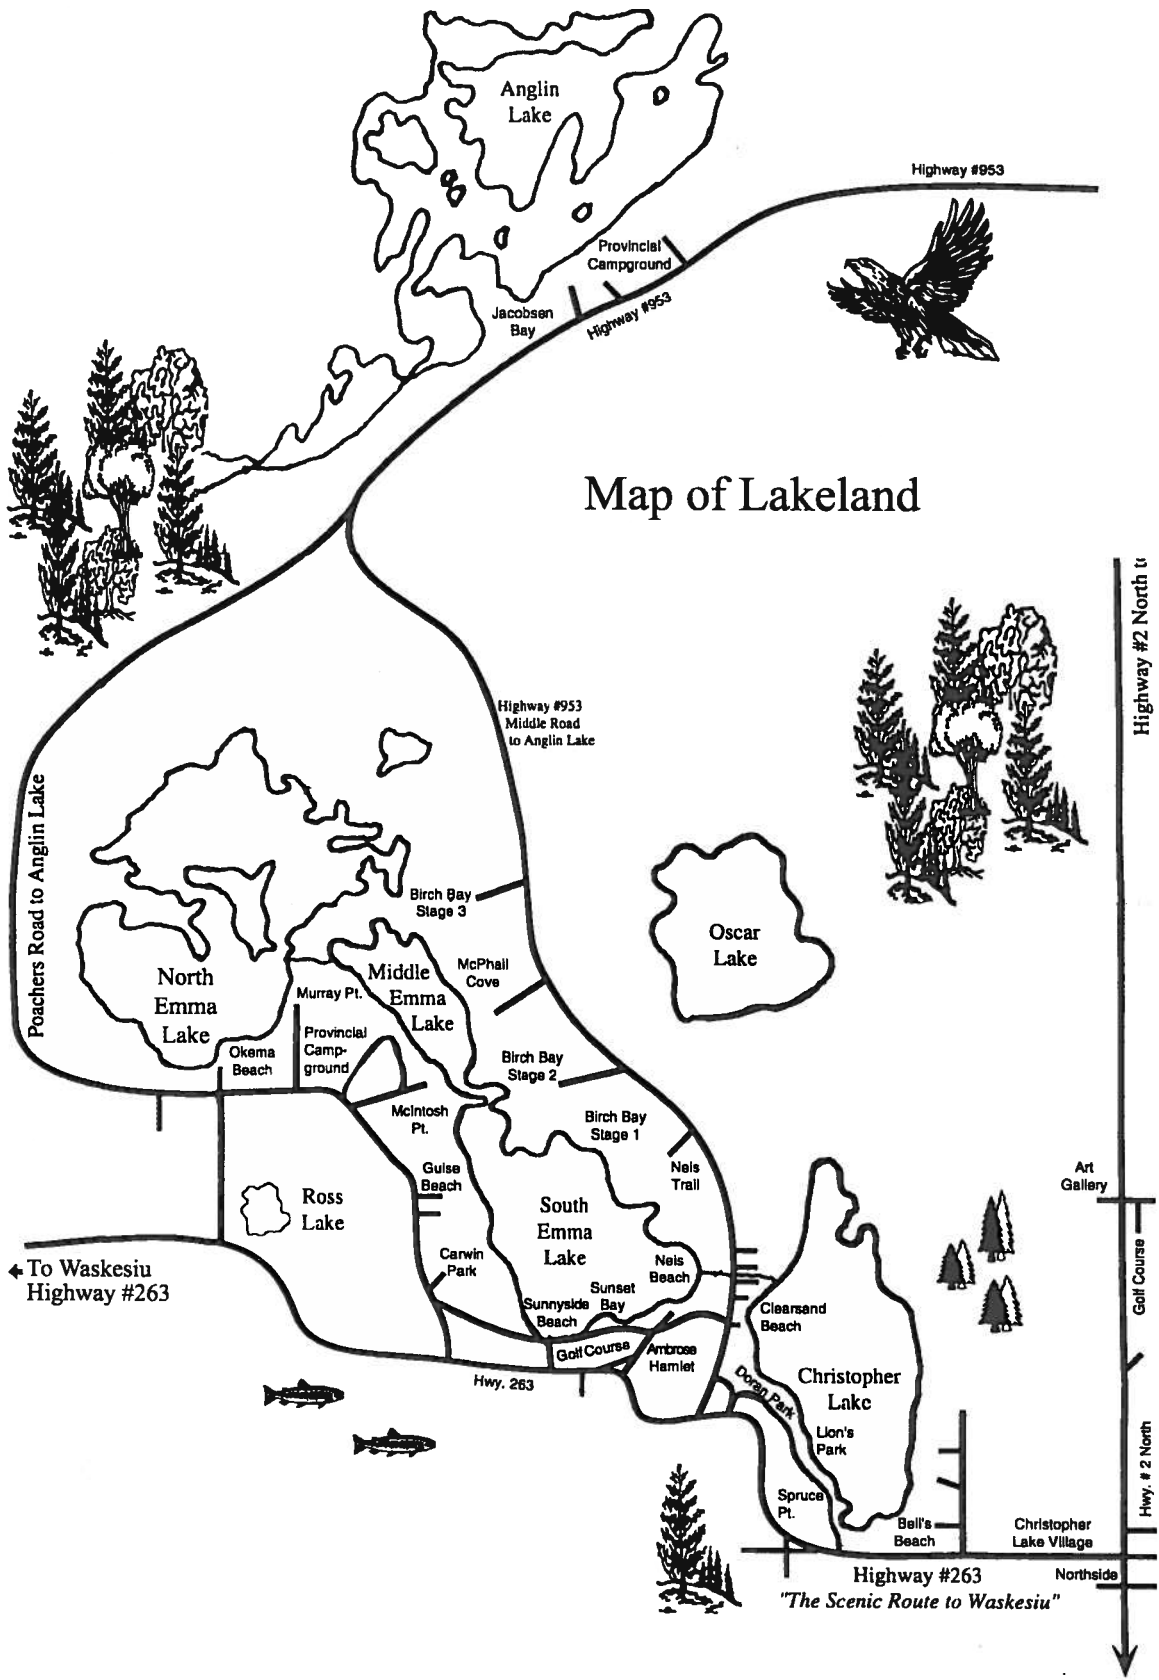 Anglin
Lake
Highway #953
Provincial
Campground
Jacobsen
Bay
Highway #953
Map of Lakeland
Highway #2 North to
Highway #953
Middle Road
to Anglin Lake
Poachers Road to Anglin Lake
Birch Bay
Stage 3
Oscar
Lake
North
Emma
Lake
Middle
Emma
Lake
McPhail
Cove
Murray Pt.
Okema
Beach
Provincial
Camp-
ground
Birch Bay
Stage 2
McIntosh
Pt.
Birch Bay
Stage 1
Neis
Trail
Guise
Beach
Ross
Lake
South
Emma
Lake
Art
Gallery
Golf Course
To Waskesiu
Highway #263
Carwin
Park
Neis
Beach
Sunset
Bay
Sunnyside
Beach
Clearsand
Beach
Golf Course
Ambrose
Hamlet
Hwy. 263
Doran Park
Christopher
Lake
Lion's
Park
Hwy. # 2 North
Spruce
Pt.
Bell's
Beach
Christopher
Lake Village
Highway #263
"The Scenic Route to Waskesiu"
Northside